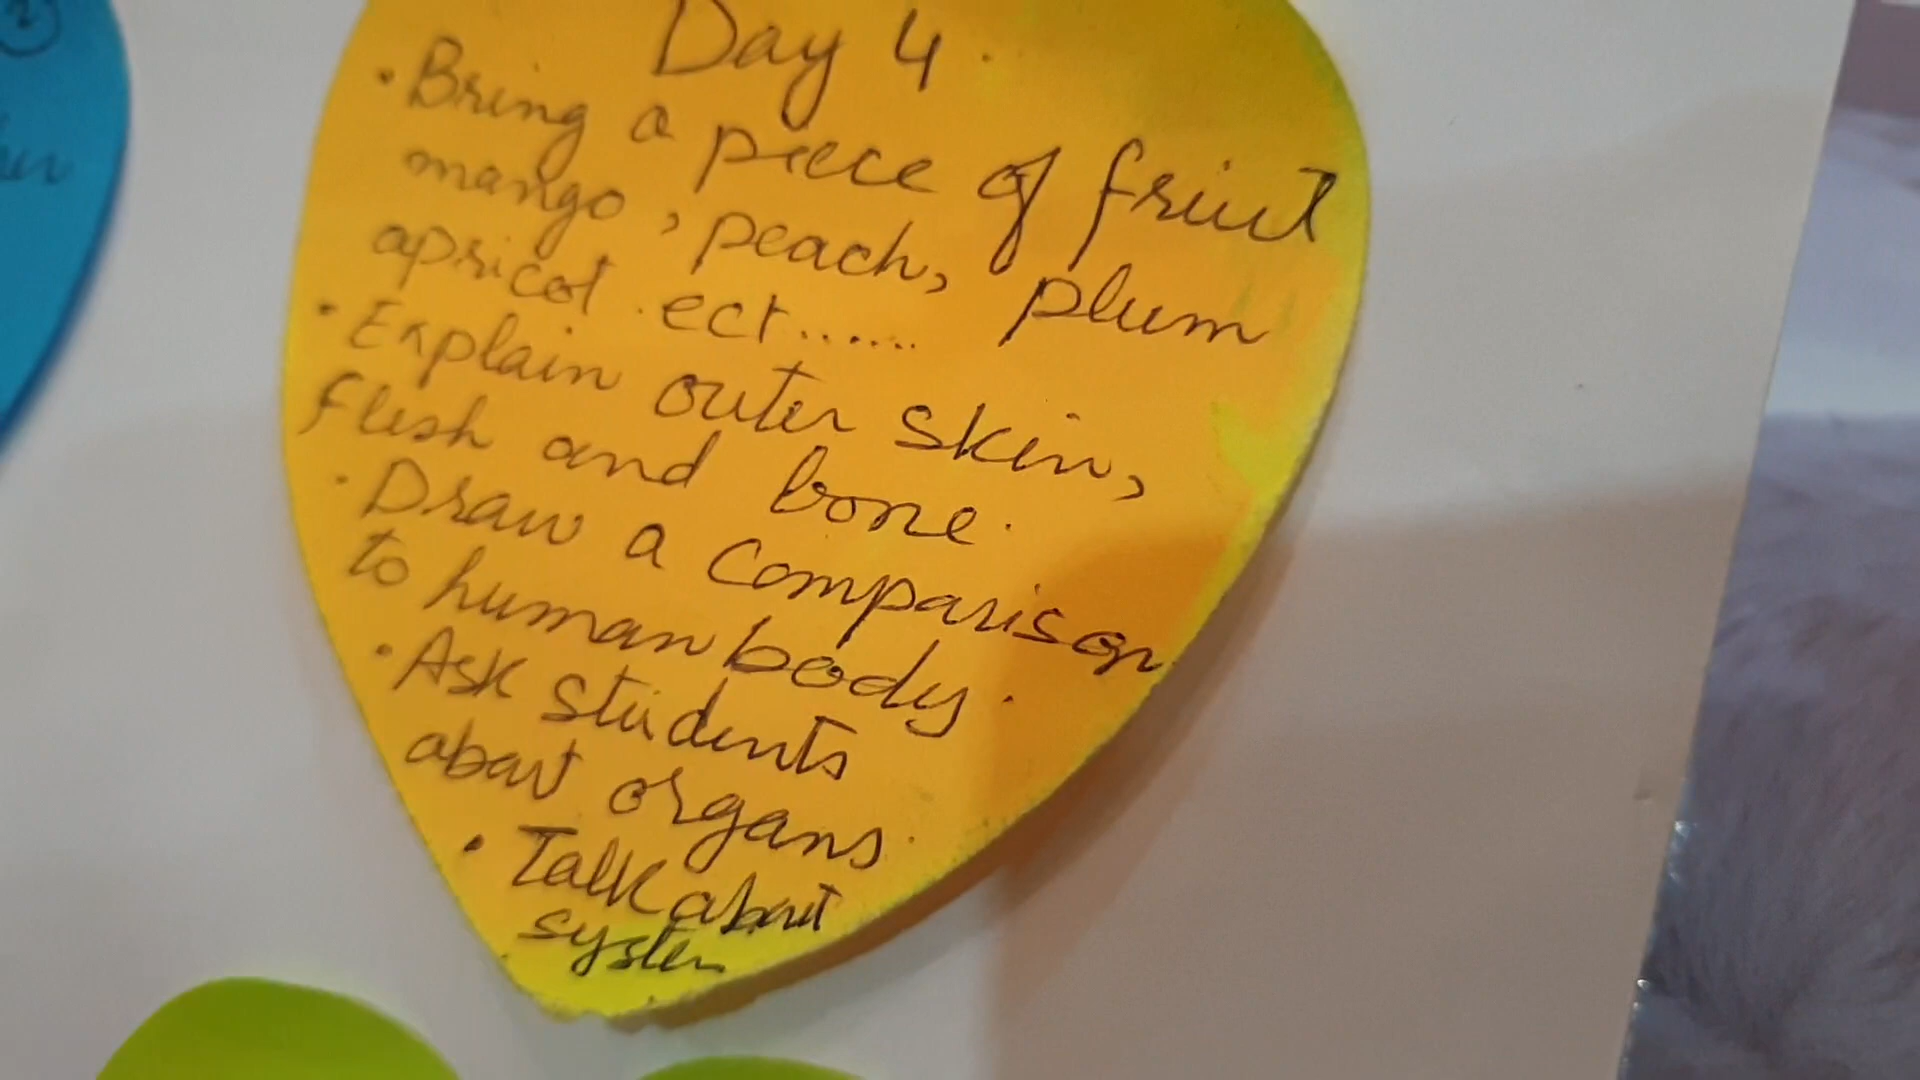 Day 4.
• Bring a piece of friut
mango, peach, plum
apricot ect......
• Explain outer skin,
flesh and bone.
• Draw a comparison
to human body.
• Ask students
about organs.
• Talk about
system